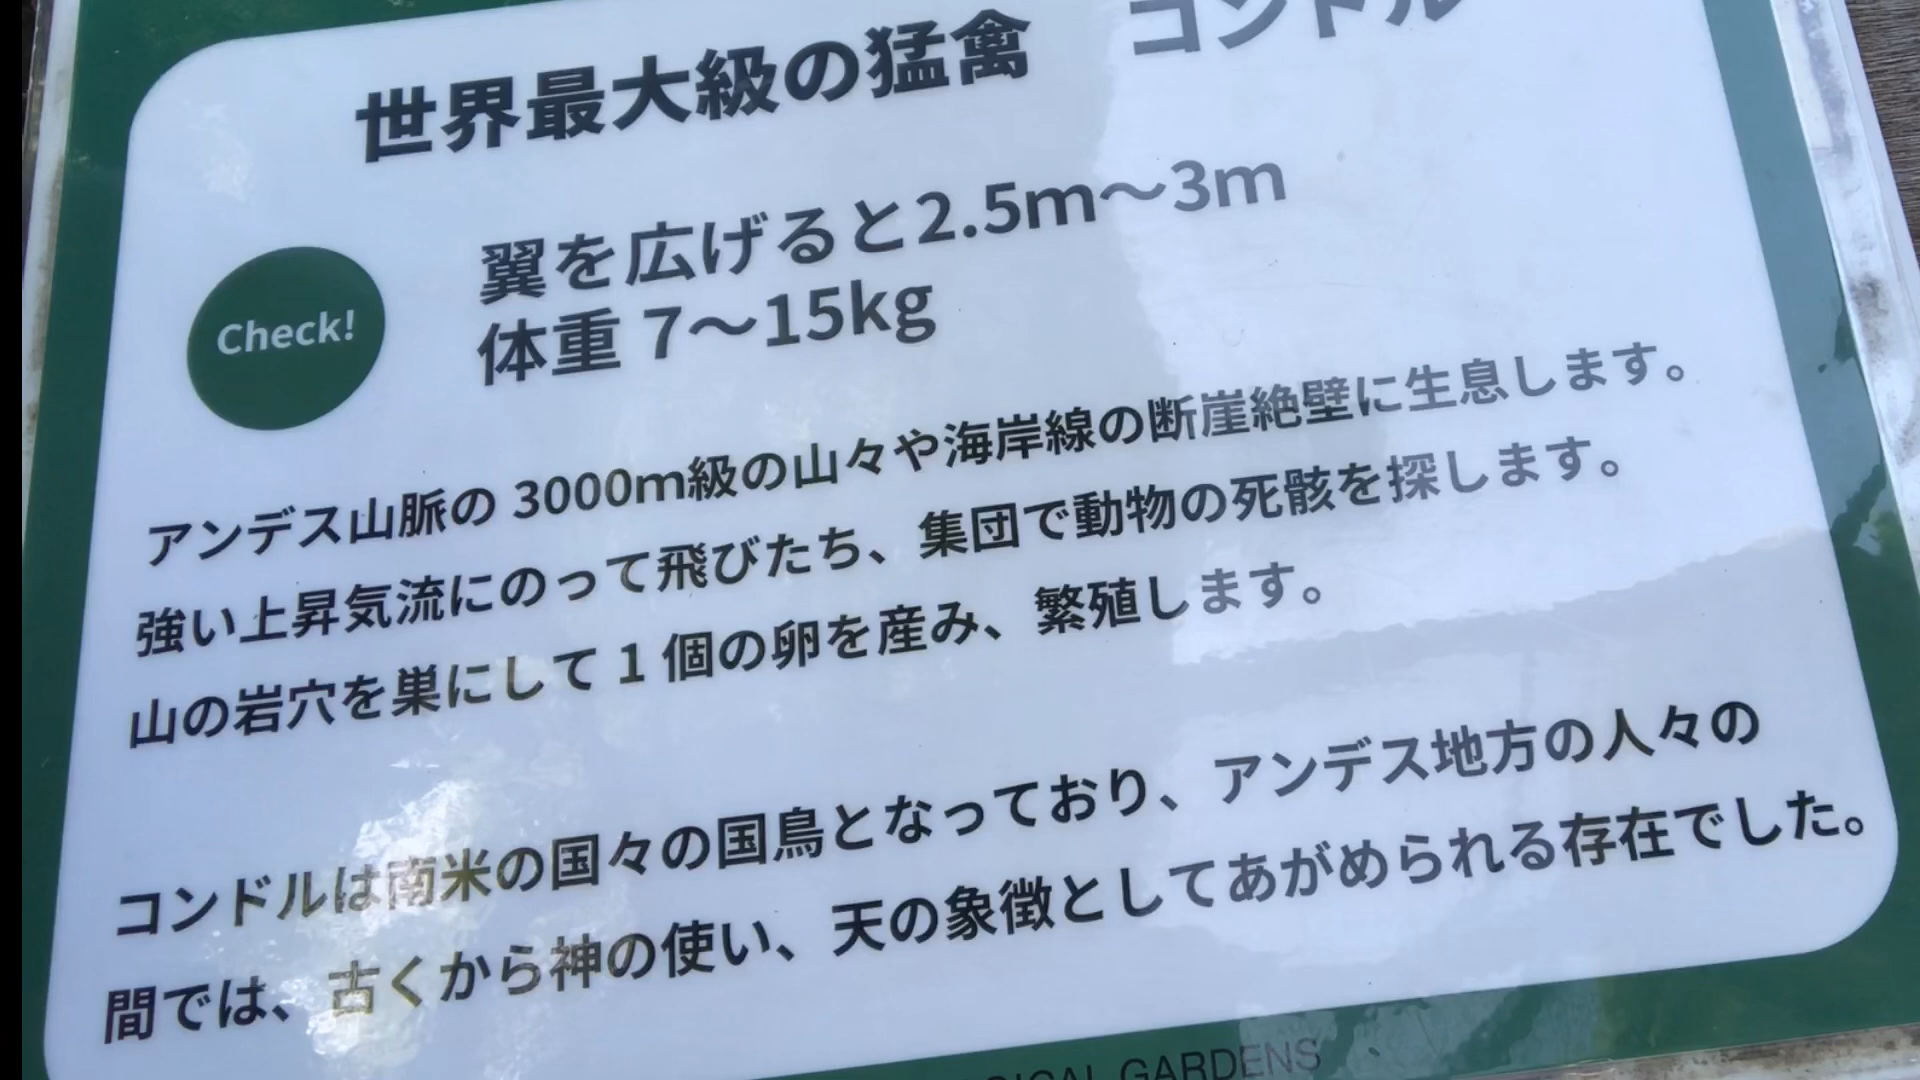 世界最大級の猛禽　コンドル
Check!
翼を広げると2.5m〜3m
体重 7〜15kg
アンデス山脈の 3000m級の山々や海岸線の断崖絶壁に生息します。
強い上昇気流にのって飛びたち、集団で動物の死骸を探します。
山の岩穴を巣にして 1 個の卵を産み、繁殖します。
コンドルは南米の国々の国鳥となっており、アンデス地方の人々の
間では、古くから神の使い、天の象徴としてあがめられる存在でした。
GARDENS